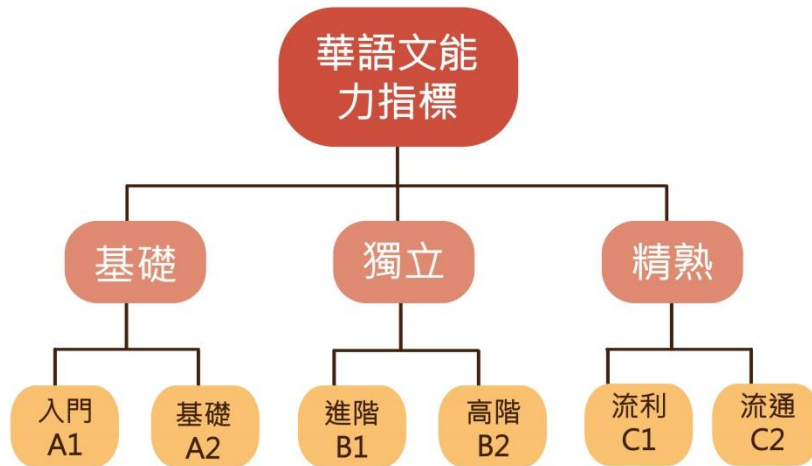 華語文能
力指標
基礎
獨立
精熟
入門
A1
基礎
A2
進階
B1
高階
B2
流利
C1
流通
C2